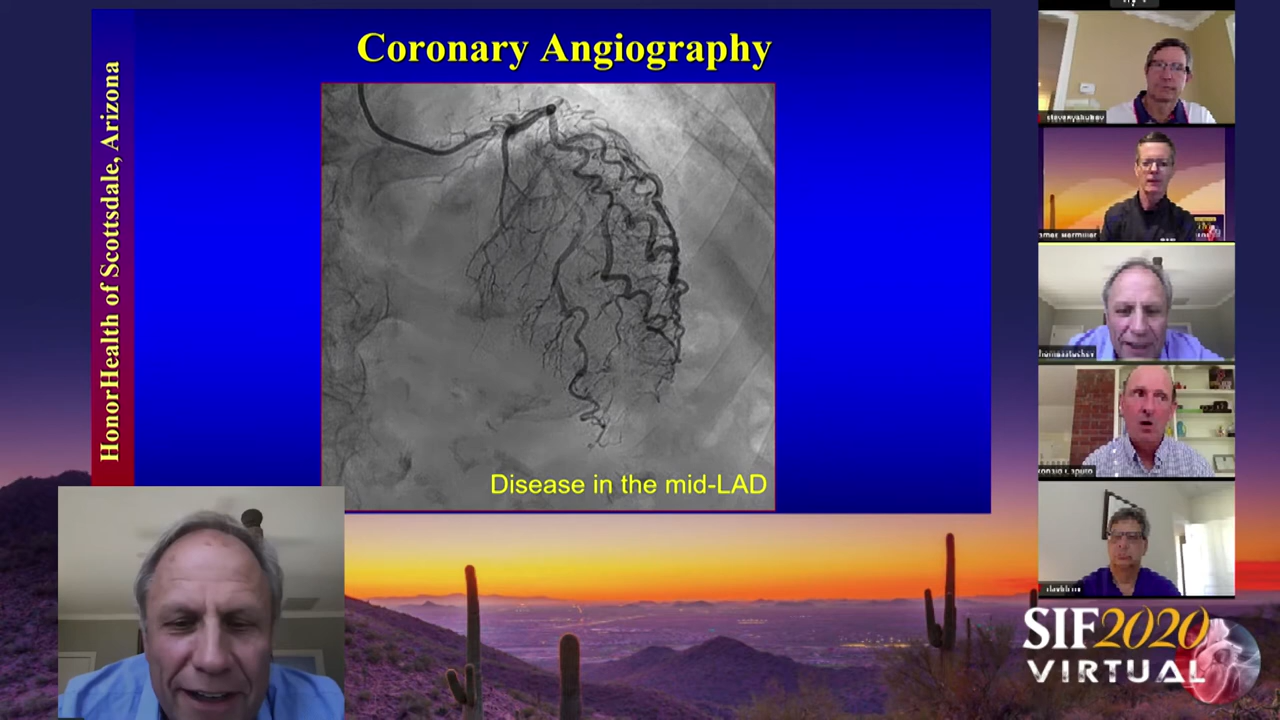 Coronary Angiography
HonorHealth of Scottsdale, Arizona
Disease in the mid-LAD
SIF2020
VIRTUAL